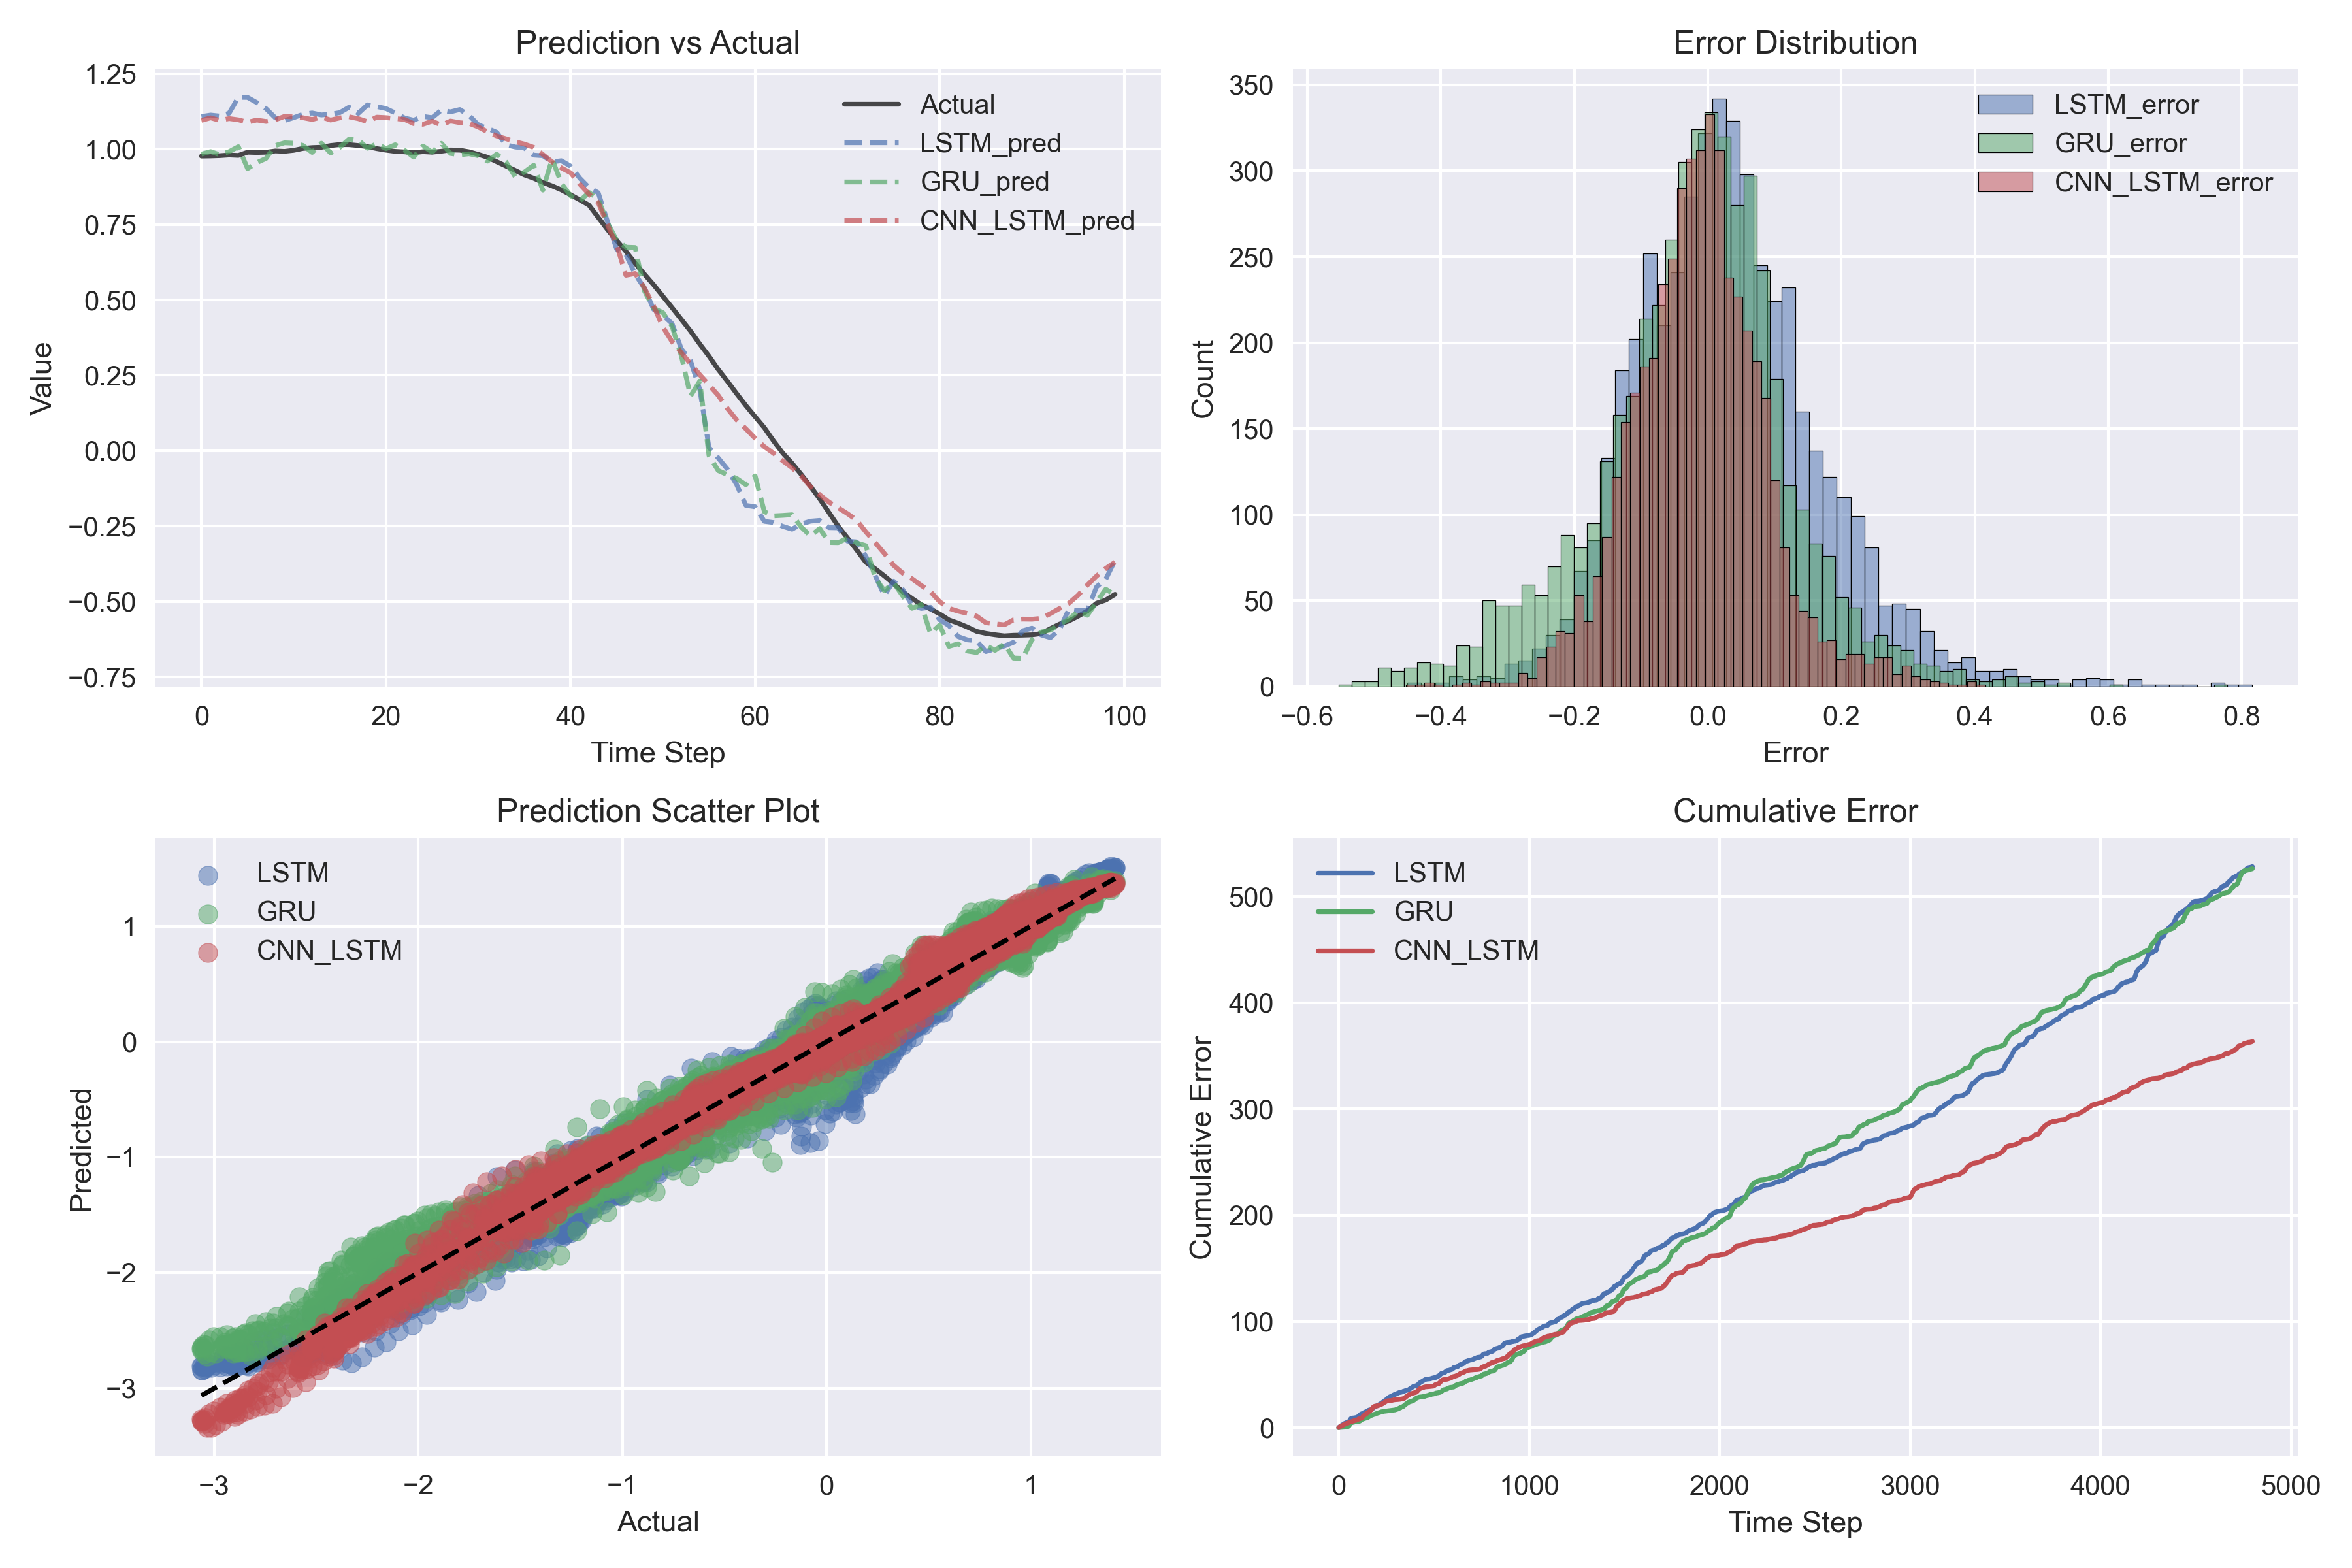 Prediction vs Actual
1.25
1.00
0.75
0.50
0.25
0.00
−0.25
−0.50
−0.75
Value
0 20 40 60 80 100
Time Step
Actual
LSTM_pred
GRU_pred
CNN_LSTM_pred
Error Distribution
350
300
250
200
150
100
50
0
Count
−0.6 −0.4 −0.2 0.0 0.2 0.4 0.6 0.8
Error
LSTM_error
GRU_error
CNN_LSTM_error
Prediction Scatter Plot
1
0
−1
−2
−3
Predicted
−3 −2 −1 0 1
Actual
LSTM
GRU
CNN_LSTM
Cumulative Error
500
400
300
200
100
0
Cumulative Error
0 1000 2000 3000 4000 5000
Time Step
LSTM
GRU
CNN_LSTM